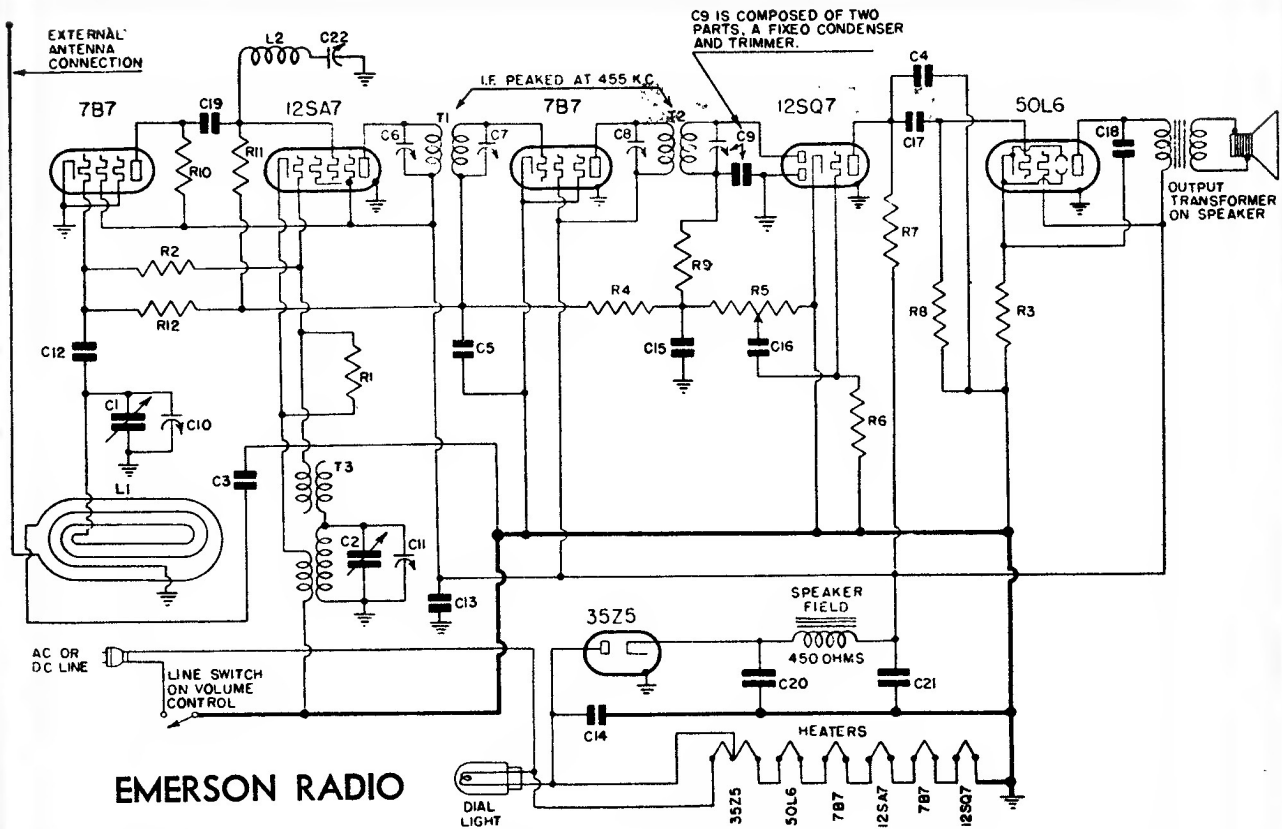 C9 IS COMPOSED OF TWO
PARTS, A FIXED CONDENSER
AND TRIMMER.
EXTERNAL
ANTENNA
CONNECTION
L2
C22
C4
I.F. PEAKED AT 455 K.C.
7B7
C19
12SA7
7B7
12SQ7
50L6
T1
T2
C6
C7
C8
C9
C17
C18
R10
R11
OUTPUT
TRANSFORMER
ON SPEAKER
R2
R7
R9
R12
R4
R5
R8
R3
C12
C5
C15
C16
R1
C1
C10
R6
T3
C3
L1
C2
C11
C13
SPEAKER
FIELD
35Z5
450 OHMS
AC OR
DC LINE
LINE SWITCH
ON VOLUME
CONTROL
C20
C21
C14
HEATERS
EMERSON RADIO
DIAL
LIGHT
35Z5
50L6
7B7
12SA7
7B7
12SQ7